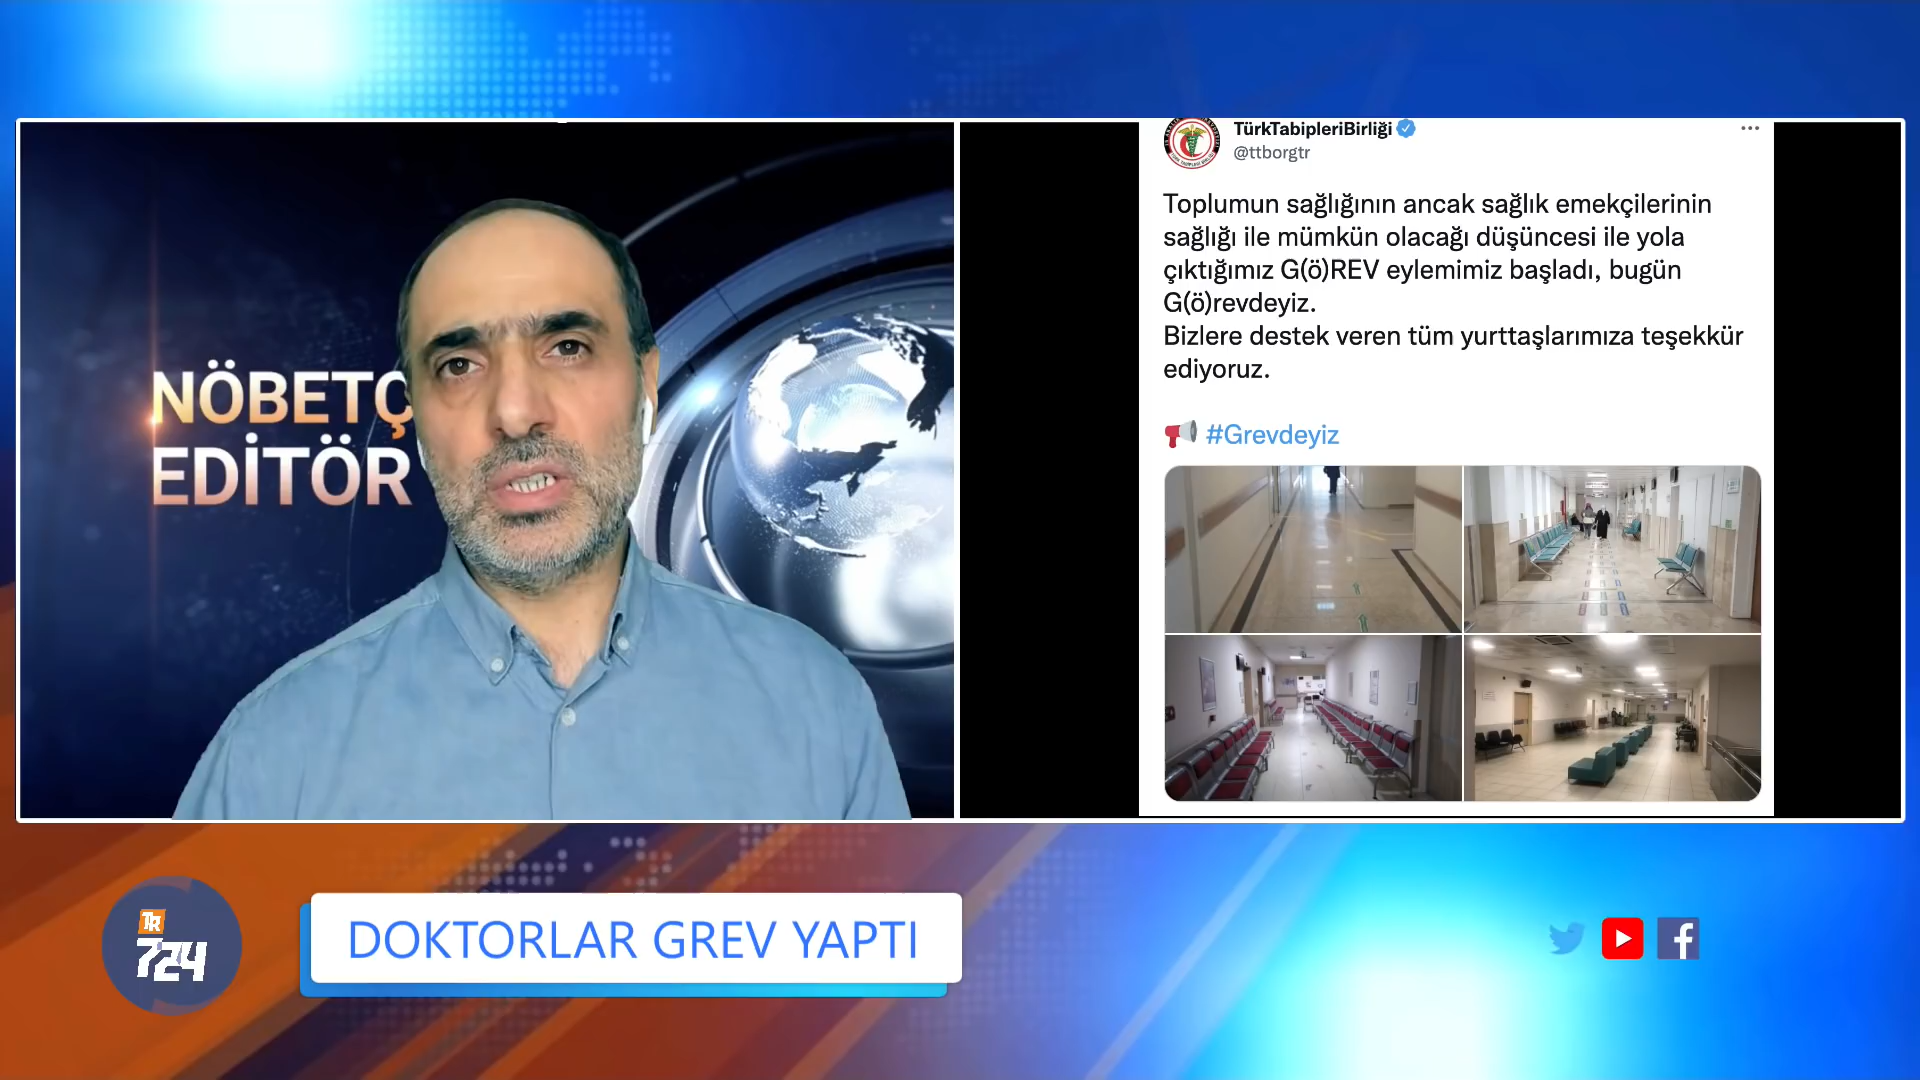 NÖBETÇ
EDİTÖR
TürkTabipleriBirliği
@ttborgtr
Toplumun sağlığının ancak sağlık emekçilerinin
sağlığı ile mümkün olacağı düşüncesi ile yola
çıktığımız G(ö)REV eylemimiz başladı, bugün
G(ö)revdeyiz.
Bizlere destek veren tüm yurttaşlarımıza teşekkür
ediyoruz.
#Grevdeyiz
TR
724
DOKTORLAR GREV YAPTI